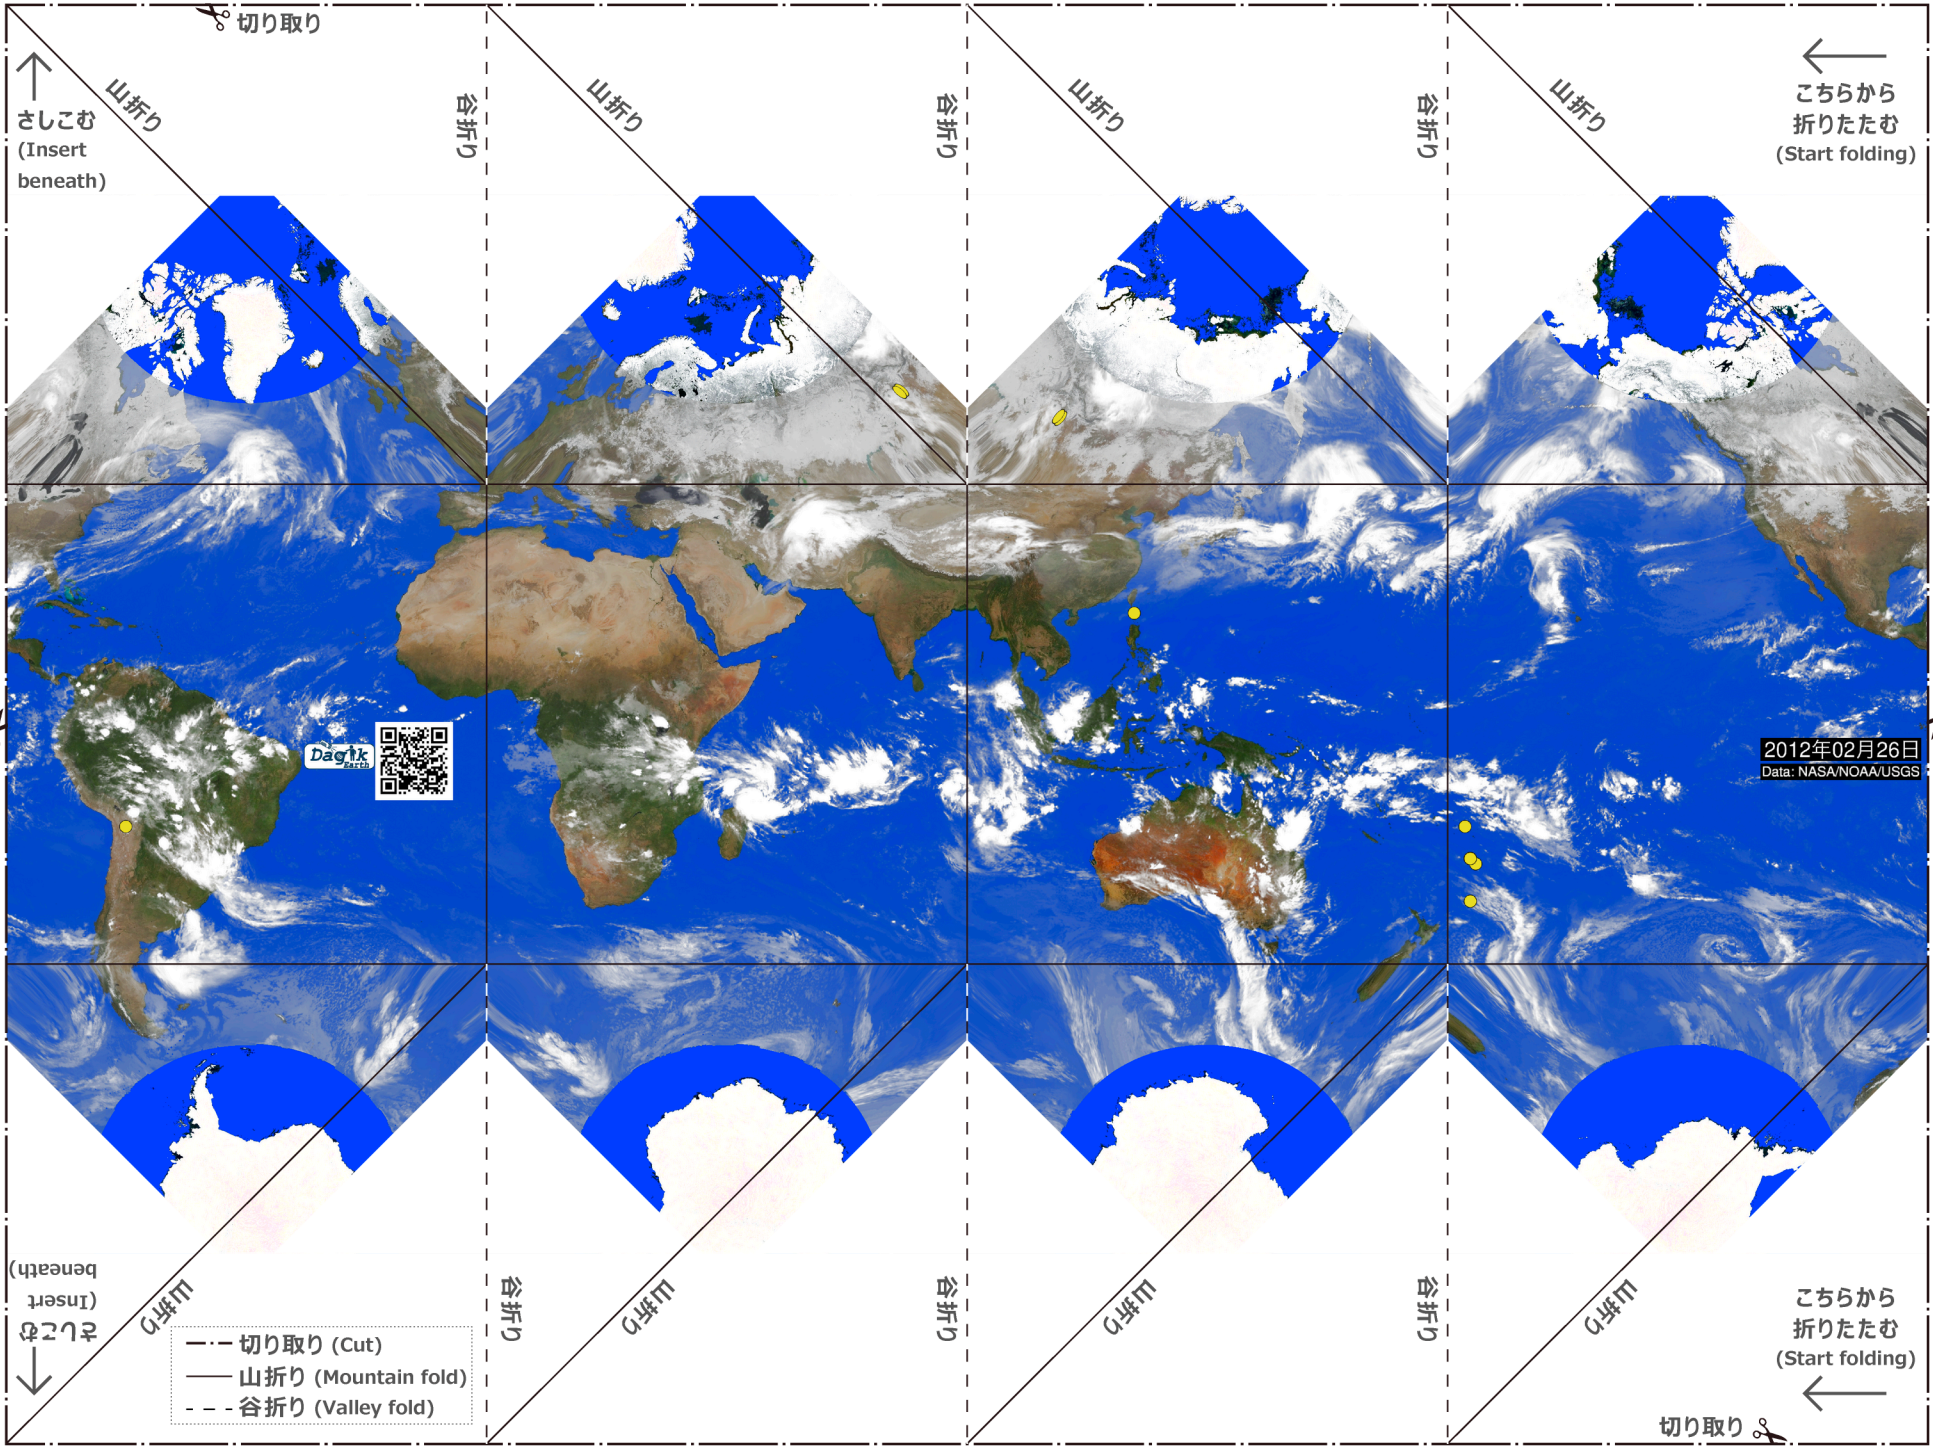 切り取り
山折り
谷折り
山折り
谷折り
山折り
谷折り
山折り
さしこむ
(Insert
beneath)
こちらから
折りたたむ
(Start folding)
Dagik
Earth
2012年02月26日
Data: NASA/NOAA/USGS
さしこむ
(Insert
beneath)
山折り
谷折り
山折り
谷折り
山折り
谷折り
山折り
こちらから
折りたたむ
(Start folding)
切り取り (Cut)
山折り (Mountain fold)
谷折り (Valley fold)
切り取り